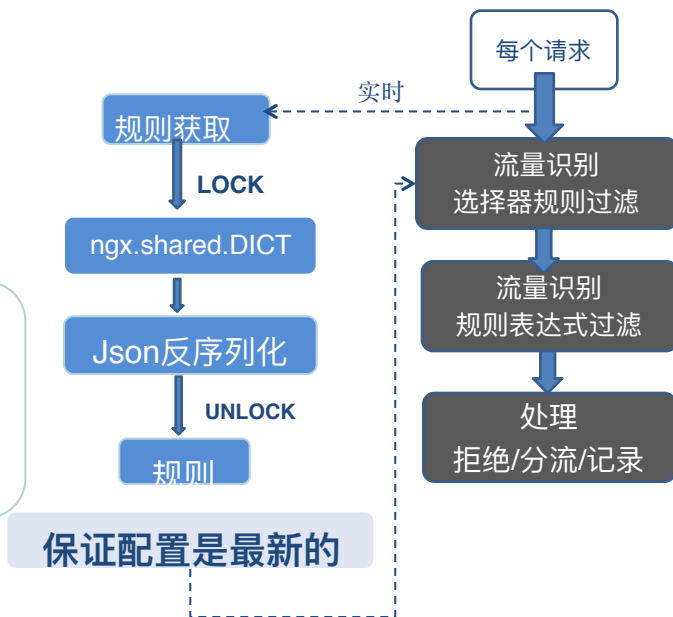 每个请求
实时
规则获取
LOCK
ngx.shared.DICT
Json反序列化
UNLOCK
规则
保证配置是最新的
流量识别
选择器规则过滤
流量识别
规则表达式过滤
处理
拒绝/分流/记录